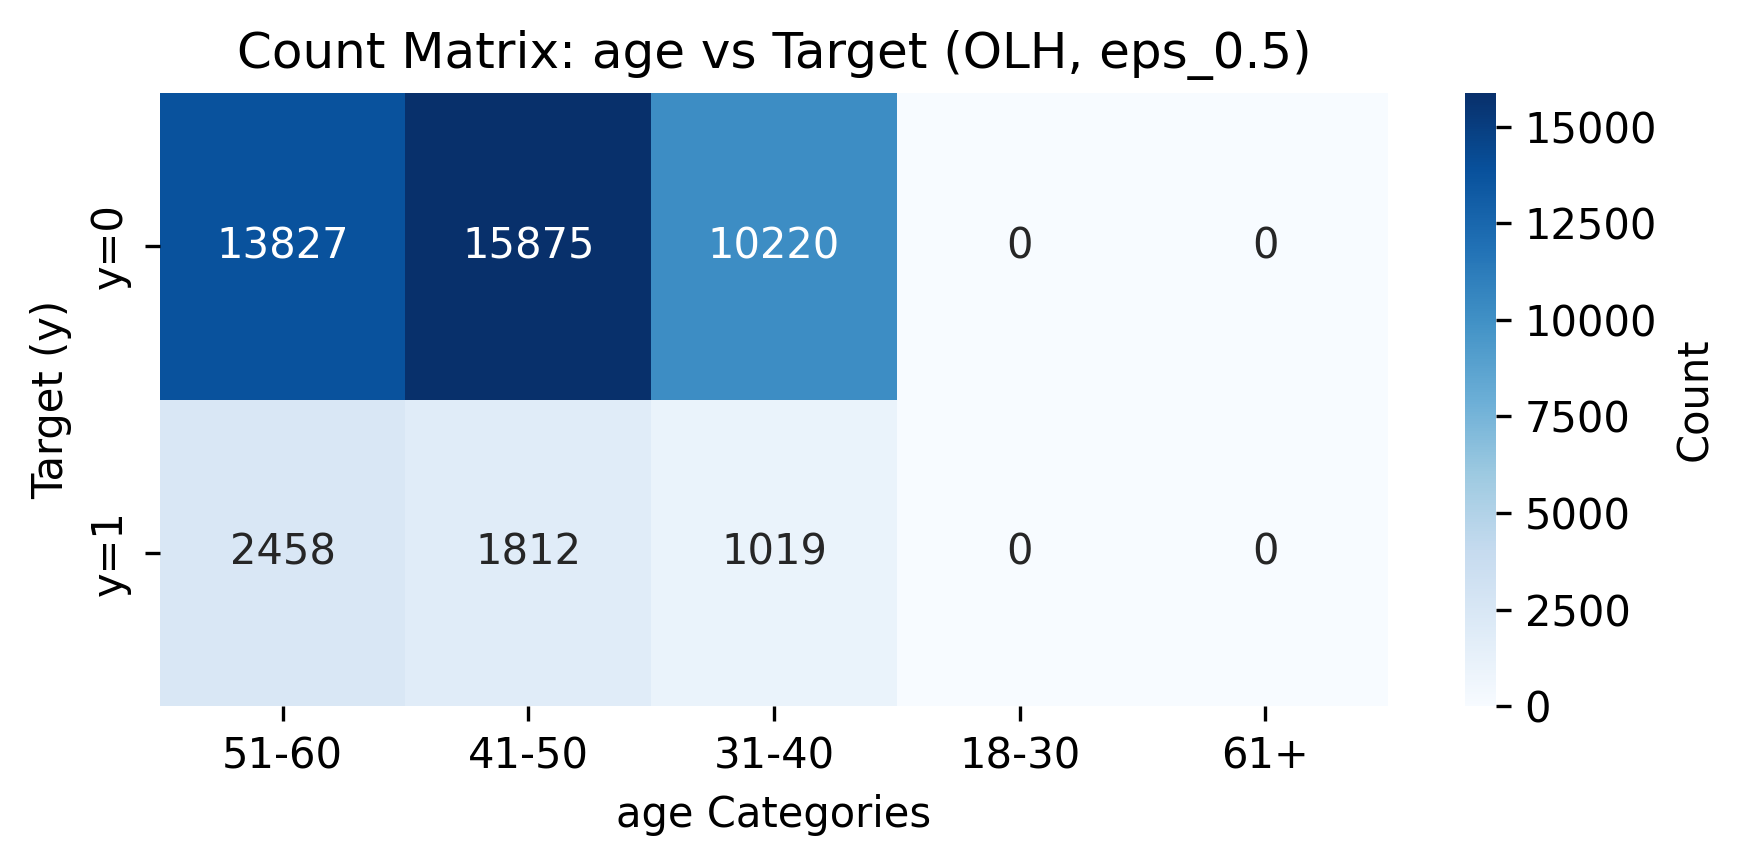 Count Matrix: age vs Target (OLH, eps_0.5)
Target (y)
y=0
13827 15875 10220 0 0
y=1
2458 1812 1019 0 0
51-60 41-50 31-40 18-30 61+
age Categories
15000
12500
10000
7500
5000
2500
0
Count